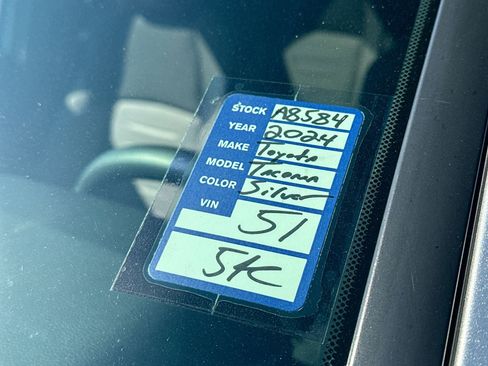 STOCK A8584
YEAR 2024
MAKE Toyota
MODEL Tacoma
COLOR Silver
VIN 51
5tc